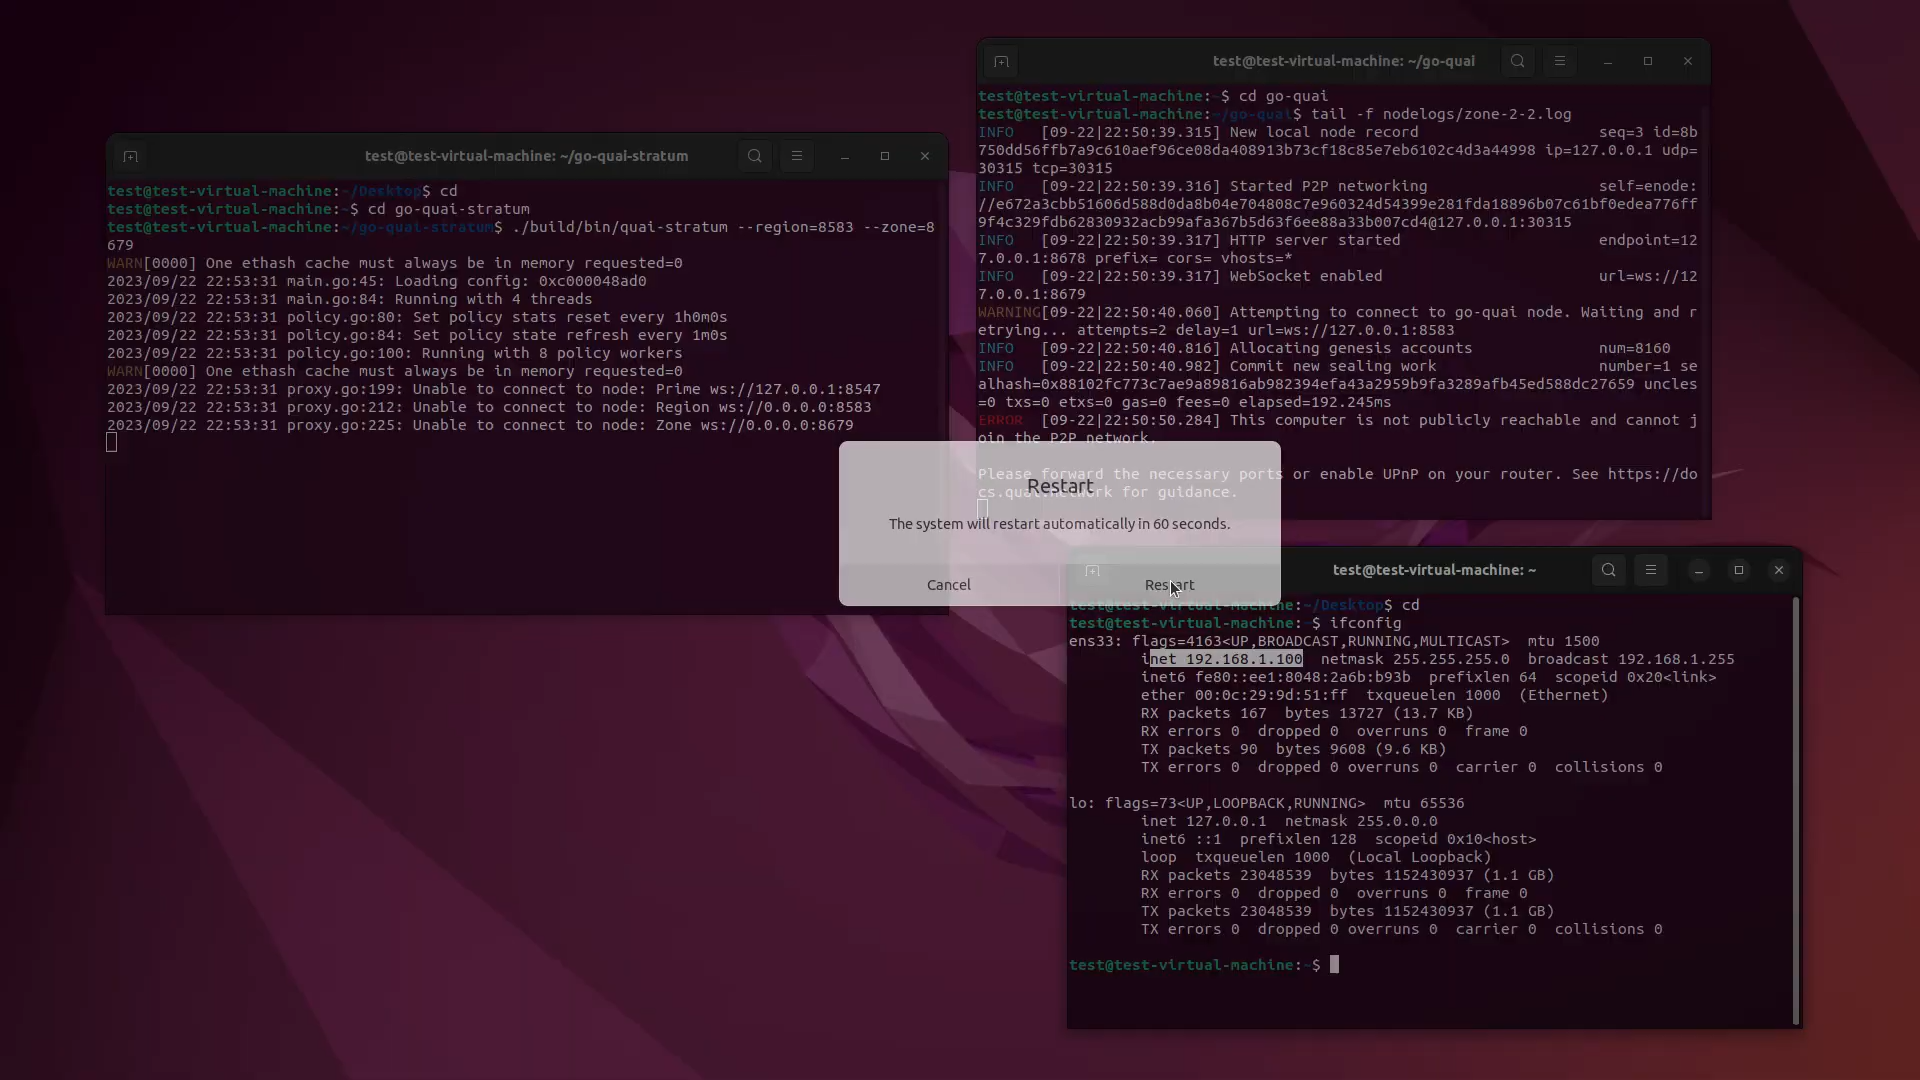 test@test-virtual-machine: ~/go-quai-stratum
test@test-virtual-machine:~/Desktop$ cd
test@test-virtual-machine:~$ cd go-quai-stratum
test@test-virtual-machine:~/go-quai-stratum$ ./build/bin/quai-stratum --region=8583 --zone=8
679
WARN[0000] One ethash cache must always be in memory requested=0
2023/09/22 22:53:31 main.go:45: Loading config: 0xc000048ad0
2023/09/22 22:53:31 main.go:84: Running with 4 threads
2023/09/22 22:53:31 policy.go:80: Set policy stats reset every 1h0m0s
2023/09/22 22:53:31 policy.go:84: Set policy state refresh every 1m0s
2023/09/22 22:53:31 policy.go:100: Running with 8 policy workers
WARN[0000] One ethash cache must always be in memory requested=0
2023/09/22 22:53:31 proxy.go:199: Unable to connect to node: Prime ws://127.0.0.1:8547
2023/09/22 22:53:31 proxy.go:212: Unable to connect to node: Region ws://0.0.0.0:8583
2023/09/22 22:53:31 proxy.go:225: Unable to connect to node: Zone ws://0.0.0.0:8679
test@test-virtual-machine: ~/go-quai
test@test-virtual-machine:~$ cd go-quai
test@test-virtual-machine:~/go-quai$ tail -f nodelogs/zone-2-2.log
INFO [09-22|22:50:39.315] New local node record seq=3 id=8b
750dd56ffb7a9c610aef96ce08da408913b73cf18c85e7eb6102c4d3a44998 ip=127.0.0.1 udp=
30315 tcp=30315
INFO [09-22|22:50:39.316] Started P2P networking self=enode:
//e672a3cbb51606d588d0da8b04e704808c7e960324d54399e281fda18896b07c61bf0edea776ff
9f4c329fdb62830932acb99afa367b5d63f6ee88a33b007cd4@127.0.0.1:30315
INFO [09-22|22:50:39.317] HTTP server started endpoint=12
7.0.0.1:8678 prefix= cors= vhosts=*
INFO [09-22|22:50:39.317] WebSocket enabled url=ws://12
7.0.0.1:8679
WARNING[09-22|22:50:40.060] Attempting to connect to go-quai node. Waiting and r
etrying... attempts=2 delay=1 url=ws://127.0.0.1:8583
INFO [09-22|22:50:40.816] Allocating genesis accounts num=8160
INFO [09-22|22:50:40.982] Commit new sealing work number=1 se
alhash=0x88102fc773c7ae9a89816ab982394efa43a2959b9fa3289afb45ed588dc27659 uncles
=0 txs=0 etxs=0 gas=0 fees=0 elapsed=192.245ms
ERROR [09-22|22:50:50.284] This computer is not publicly reachable and cannot j
oin the P2P network.
Please forward the necessary ports or enable UPnP on your router. See https://do
cs.quai.network for guidance.
Restart
The system will restart automatically in 60 seconds.
Cancel
Restart
test@test-virtual-machine: ~
test@test-virtual-machine:~/Desktop$ cd
test@test-virtual-machine:~$ ifconfig
ens33: flags=4163<UP,BROADCAST,RUNNING,MULTICAST> mtu 1500
inet 192.168.1.100 netmask 255.255.255.0 broadcast 192.168.1.255
inet6 fe80::ee1:8048:2a6b:b93b prefixlen 64 scopeid 0x20<link>
ether 00:0c:29:9d:51:ff txqueuelen 1000 (Ethernet)
RX packets 167 bytes 13727 (13.7 KB)
RX errors 0 dropped 0 overruns 0 frame 0
TX packets 90 bytes 9608 (9.6 KB)
TX errors 0 dropped 0 overruns 0 carrier 0 collisions 0
lo: flags=73<UP,LOOPBACK,RUNNING> mtu 65536
inet 127.0.0.1 netmask 255.0.0.0
inet6 ::1 prefixlen 128 scopeid 0x10<host>
loop txqueuelen 1000 (Local Loopback)
RX packets 23048539 bytes 1152430937 (1.1 GB)
RX errors 0 dropped 0 overruns 0 frame 0
TX packets 23048539 bytes 1152430937 (1.1 GB)
TX errors 0 dropped 0 overruns 0 carrier 0 collisions 0
test@test-virtual-machine:~$